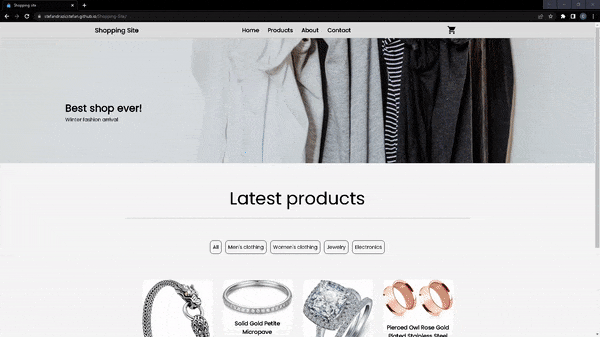 Shopping site
stefandraskictefan.github.io/Shopping-Site/
Shopping Site
Home Products About Contact
Best shop ever!
Winter fashion arrival
Latest products
All Men's clothing Women's clothing Jewelry Electronics
Solid Gold Petite
Micropave
Pierced Owl Rose Gold
Plated Stainless Steel